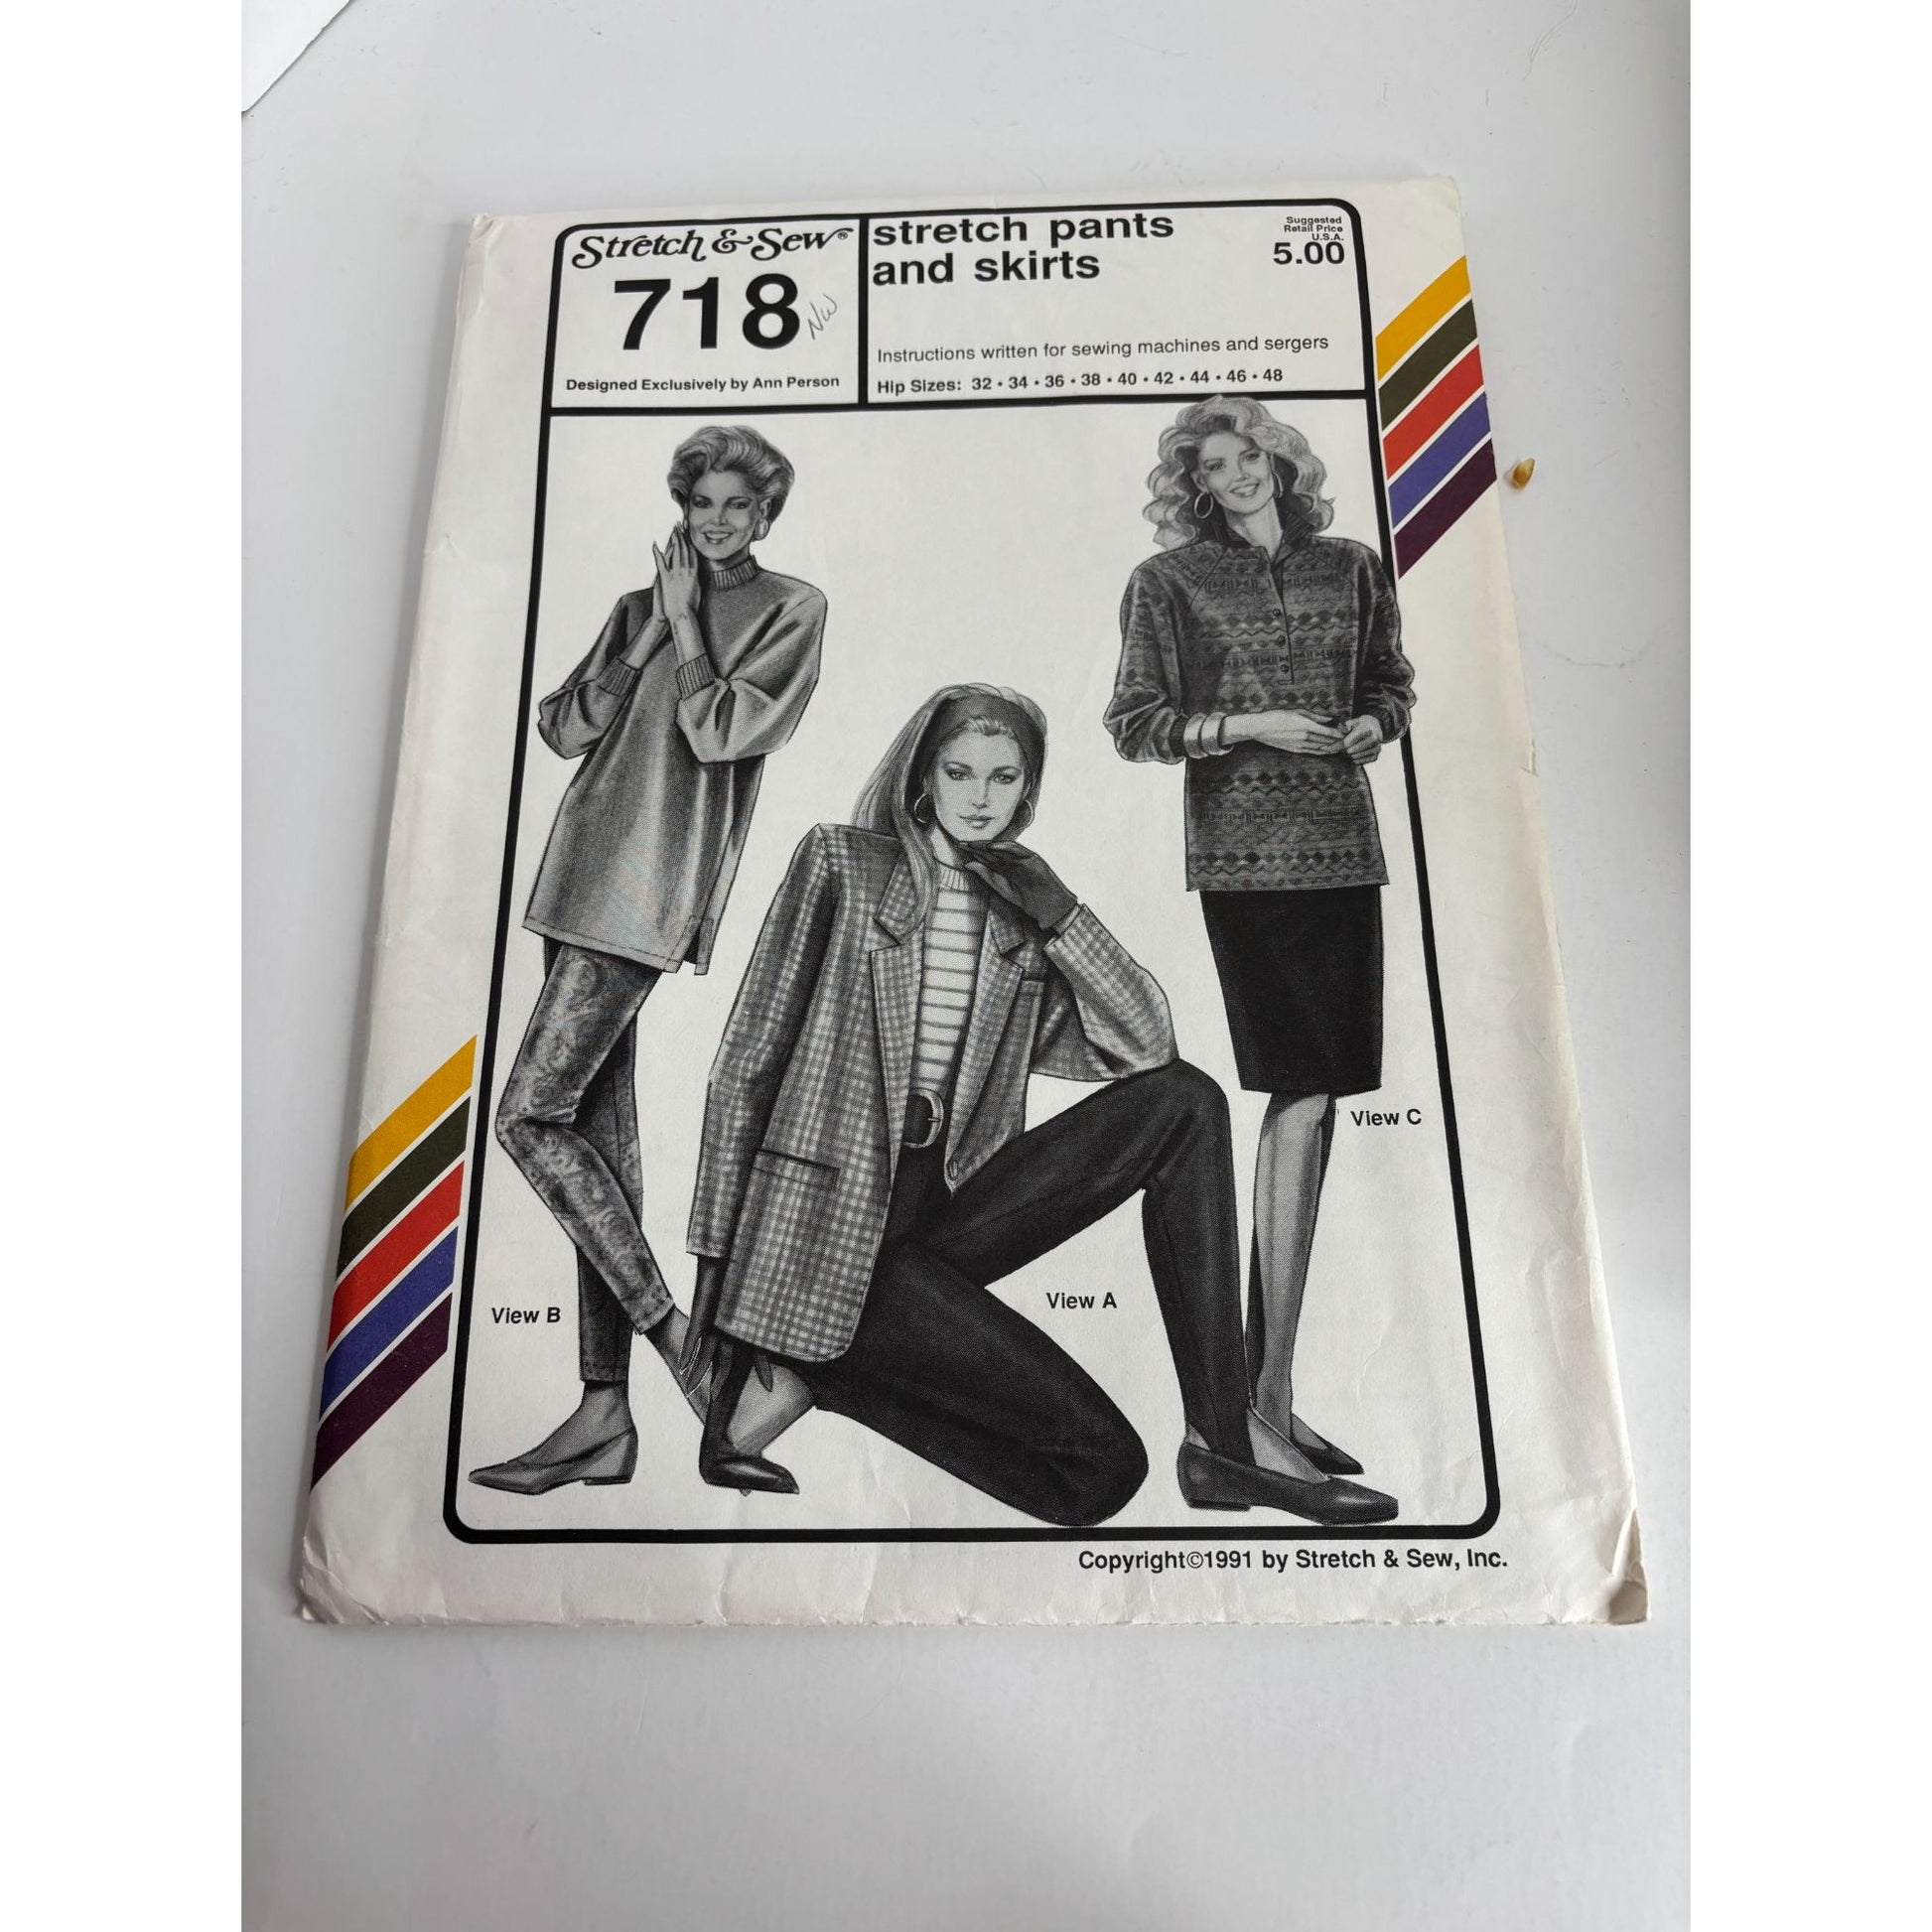 Stretch & Sew®
718
NW
Designed Exclusively by Ann Person
stretch pants
and skirts
Suggested
Retail Price
U.S.A.
5.00
Instructions written for sewing machines and sergers
Hip Sizes: 32 • 34 • 36 • 38 • 40 • 42 • 44 • 46 • 48
View C
View A
View B
Copyright©1991 by Stretch & Sew, Inc.